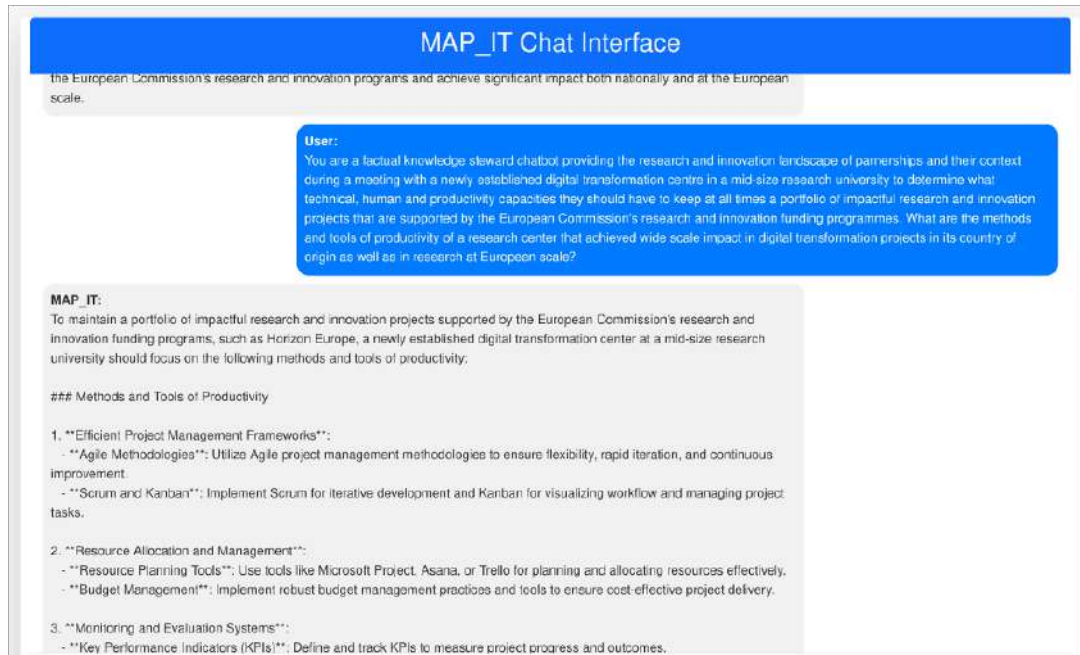 MAP_IT Chat Interface
the European Commission's research and innovation programs and achieve significant impact both nationally and at the European
scale.
User:
You are a factual knowledge steward chatbot providing the research and innovation landscape of parnerships and their context
during a meeting with a newly established digital transformation centre in a mid-size research university to determine what
technical, human and productivity capacities they should have to keep at all times a portfolio of impactful research and innovation
projects that are supported by the European Commission's research and innovation funding programmes. What are the methods
and tools of productivity of a research center that achieved wide scale impact in digital transformation projects in its country of
origin as well as in research at European scale?
MAP_IT:
To maintain a portfolio of impactful research and innovation projects supported by the European Commission's research and
innovation funding programs, such as Horizon Europe, a newly established digital transformation center at a mid-size research
university should focus on the following methods and tools of productivity:
### Methods and Tools of Productivity
1. **Efficient Project Management Frameworks**:
- **Agile Methodologies**: Utilize Agile project management methodologies to ensure flexibility, rapid iteration, and continuous
improvement.
- **Scrum and Kanban**: Implement Scrum for iterative development and Kanban for visualizing workflow and managing project
tasks.
2. **Resource Allocation and Management**:
- **Resource Planning Tools**: Use tools like Microsoft Project, Asana, or Trello for planning and allocating resources effectively.
- **Budget Management**: Implement robust budget management practices and tools to ensure cost-effective project delivery.
3. **Monitoring and Evaluation Systems**:
- **Key Performance Indicators (KPIs)**: Define and track KPIs to measure project progress and outcomes.